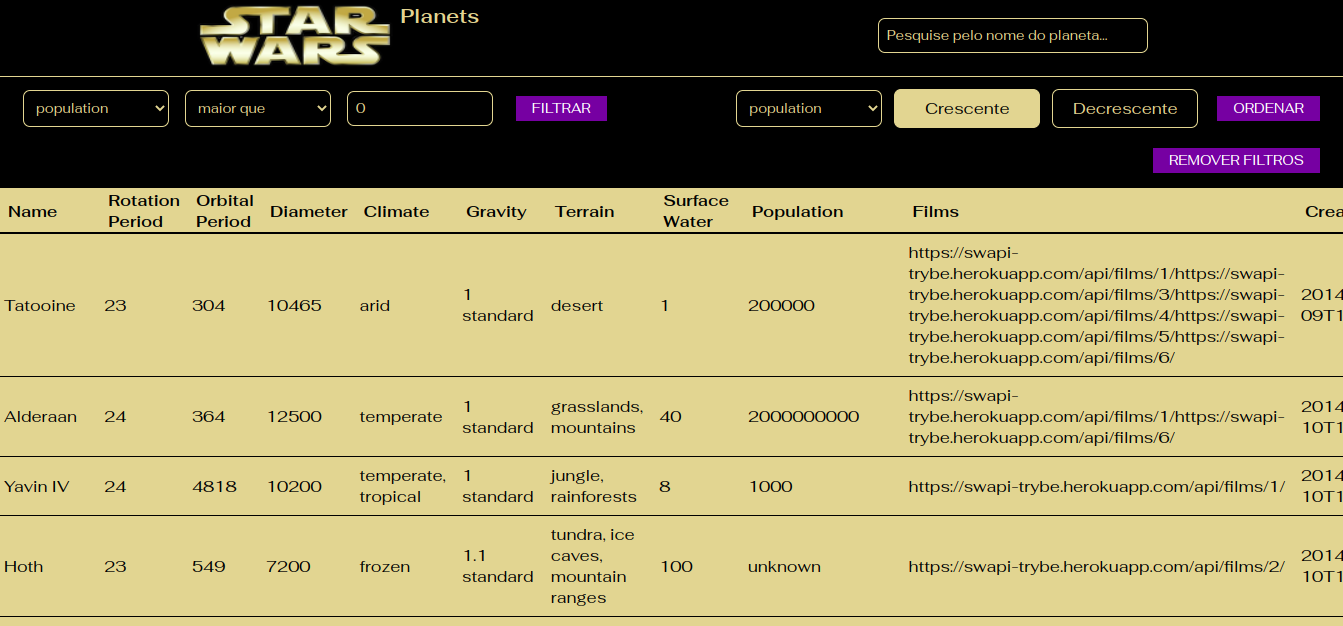 STAR WARS Planets
Pesquise pelo nome do planeta...
population maior que 0 FILTRAR population Crescente Decrescente ORDENAR
REMOVER FILTROS
Name Rotation Period Orbital Period Diameter Climate Gravity Terrain Surface Water Population Films
Tatooine 23 304 10465 arid 1 standard desert 1 200000
https://swapi-
trybe.herokuapp.com/api/films/1/https://swapi-
trybe.herokuapp.com/api/films/3/https://swapi-
trybe.herokuapp.com/api/films/4/https://swapi-
trybe.herokuapp.com/api/films/5/https://swapi-
trybe.herokuapp.com/api/films/6/
2014
Alderaan 24 364 12500 temperate 1 standard grasslands, mountains 40 2000000000
https://swapi-
trybe.herokuapp.com/api/films/1/https://swapi-
trybe.herokuapp.com/api/films/6/
2014
Yavin IV 24 4818 10200 temperate, tropical 1 standard jungle, rainforests 8 1000 https://swapi-trybe.herokuapp.com/api/films/1/ 2014
Hoth 23 549 7200 frozen 1.1 standard tundra, ice caves, mountain ranges 100 unknown https://swapi-trybe.herokuapp.com/api/films/2/ 2014